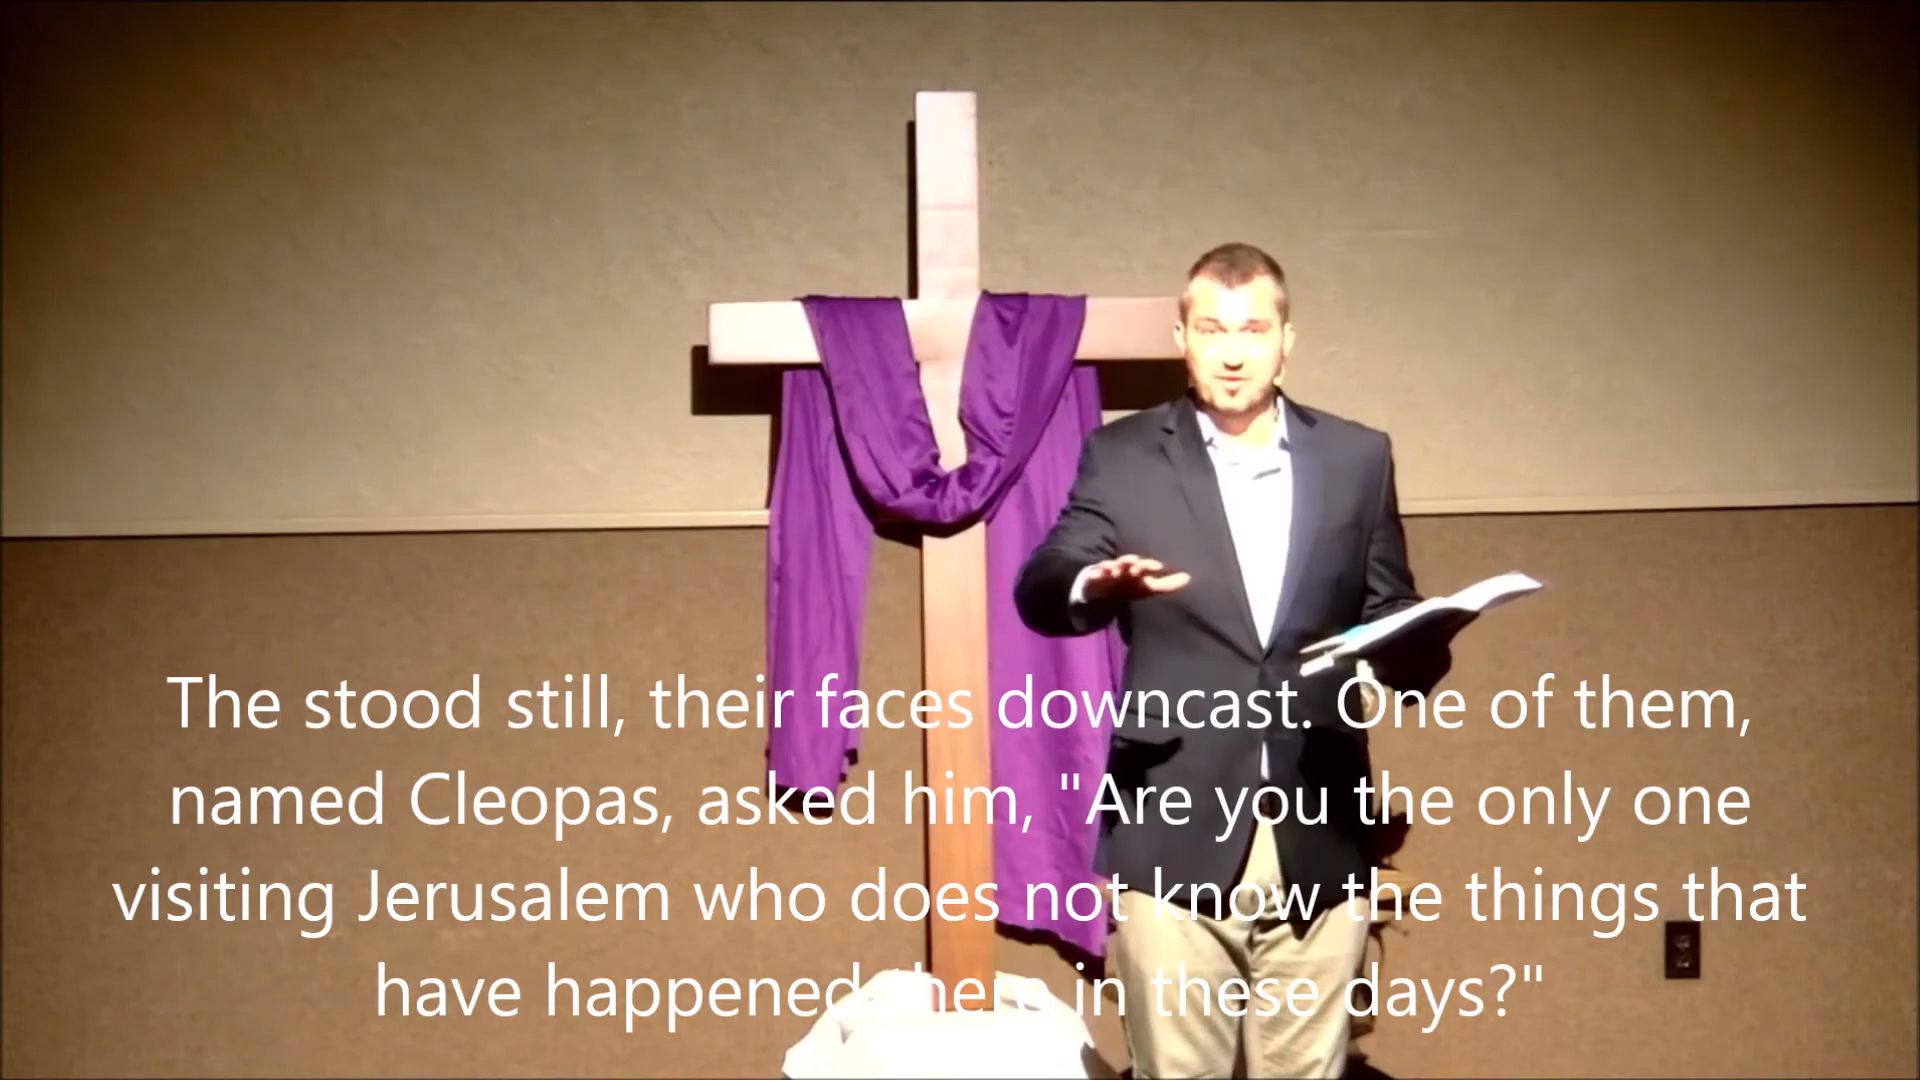 The stood still, their faces downcast. One of them,
named Cleopas, asked him, "Are you the only one
visiting Jerusalem who does not know the things that
have happened there in these days?"